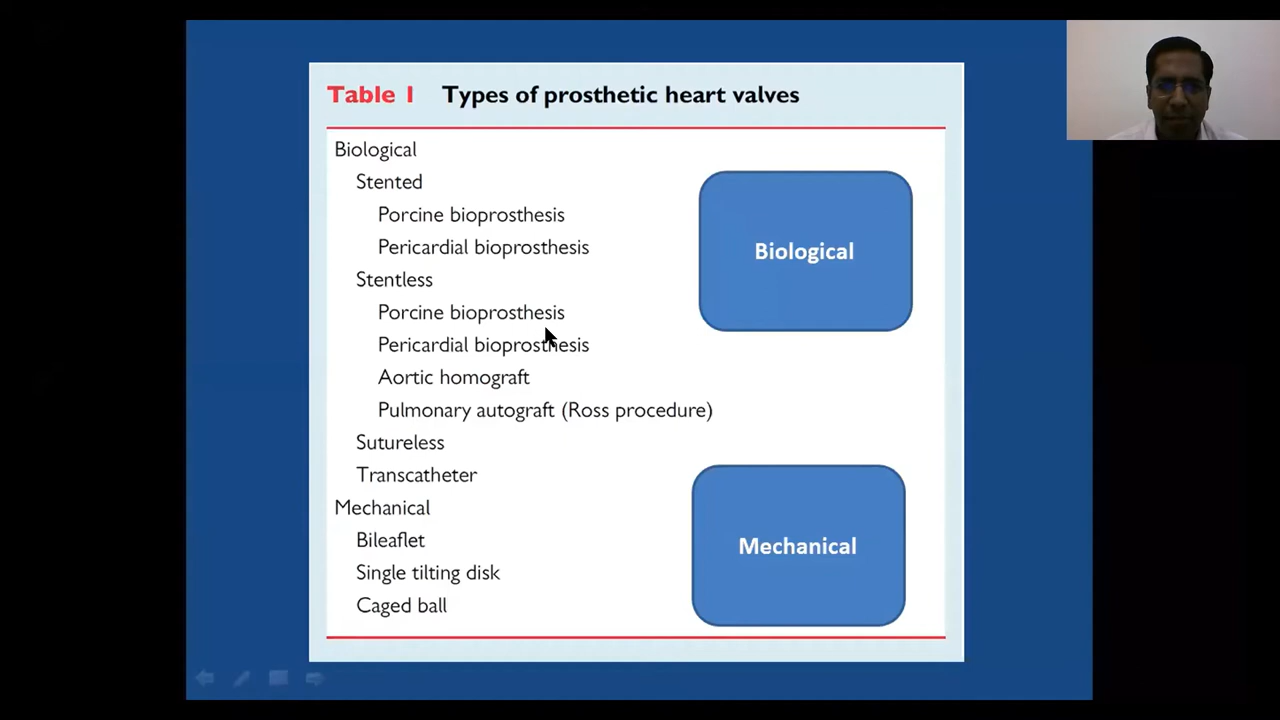 Table 1 Types of prosthetic heart valves
Biological
Stented
Porcine bioprosthesis
Pericardial bioprosthesis
Stentless
Porcine bioprosthesis
Pericardial bioprosthesis
Aortic homograft
Pulmonary autograft (Ross procedure)
Sutureless
Transcatheter
Mechanical
Bileaflet
Single tilting disk
Caged ball
Biological
Mechanical